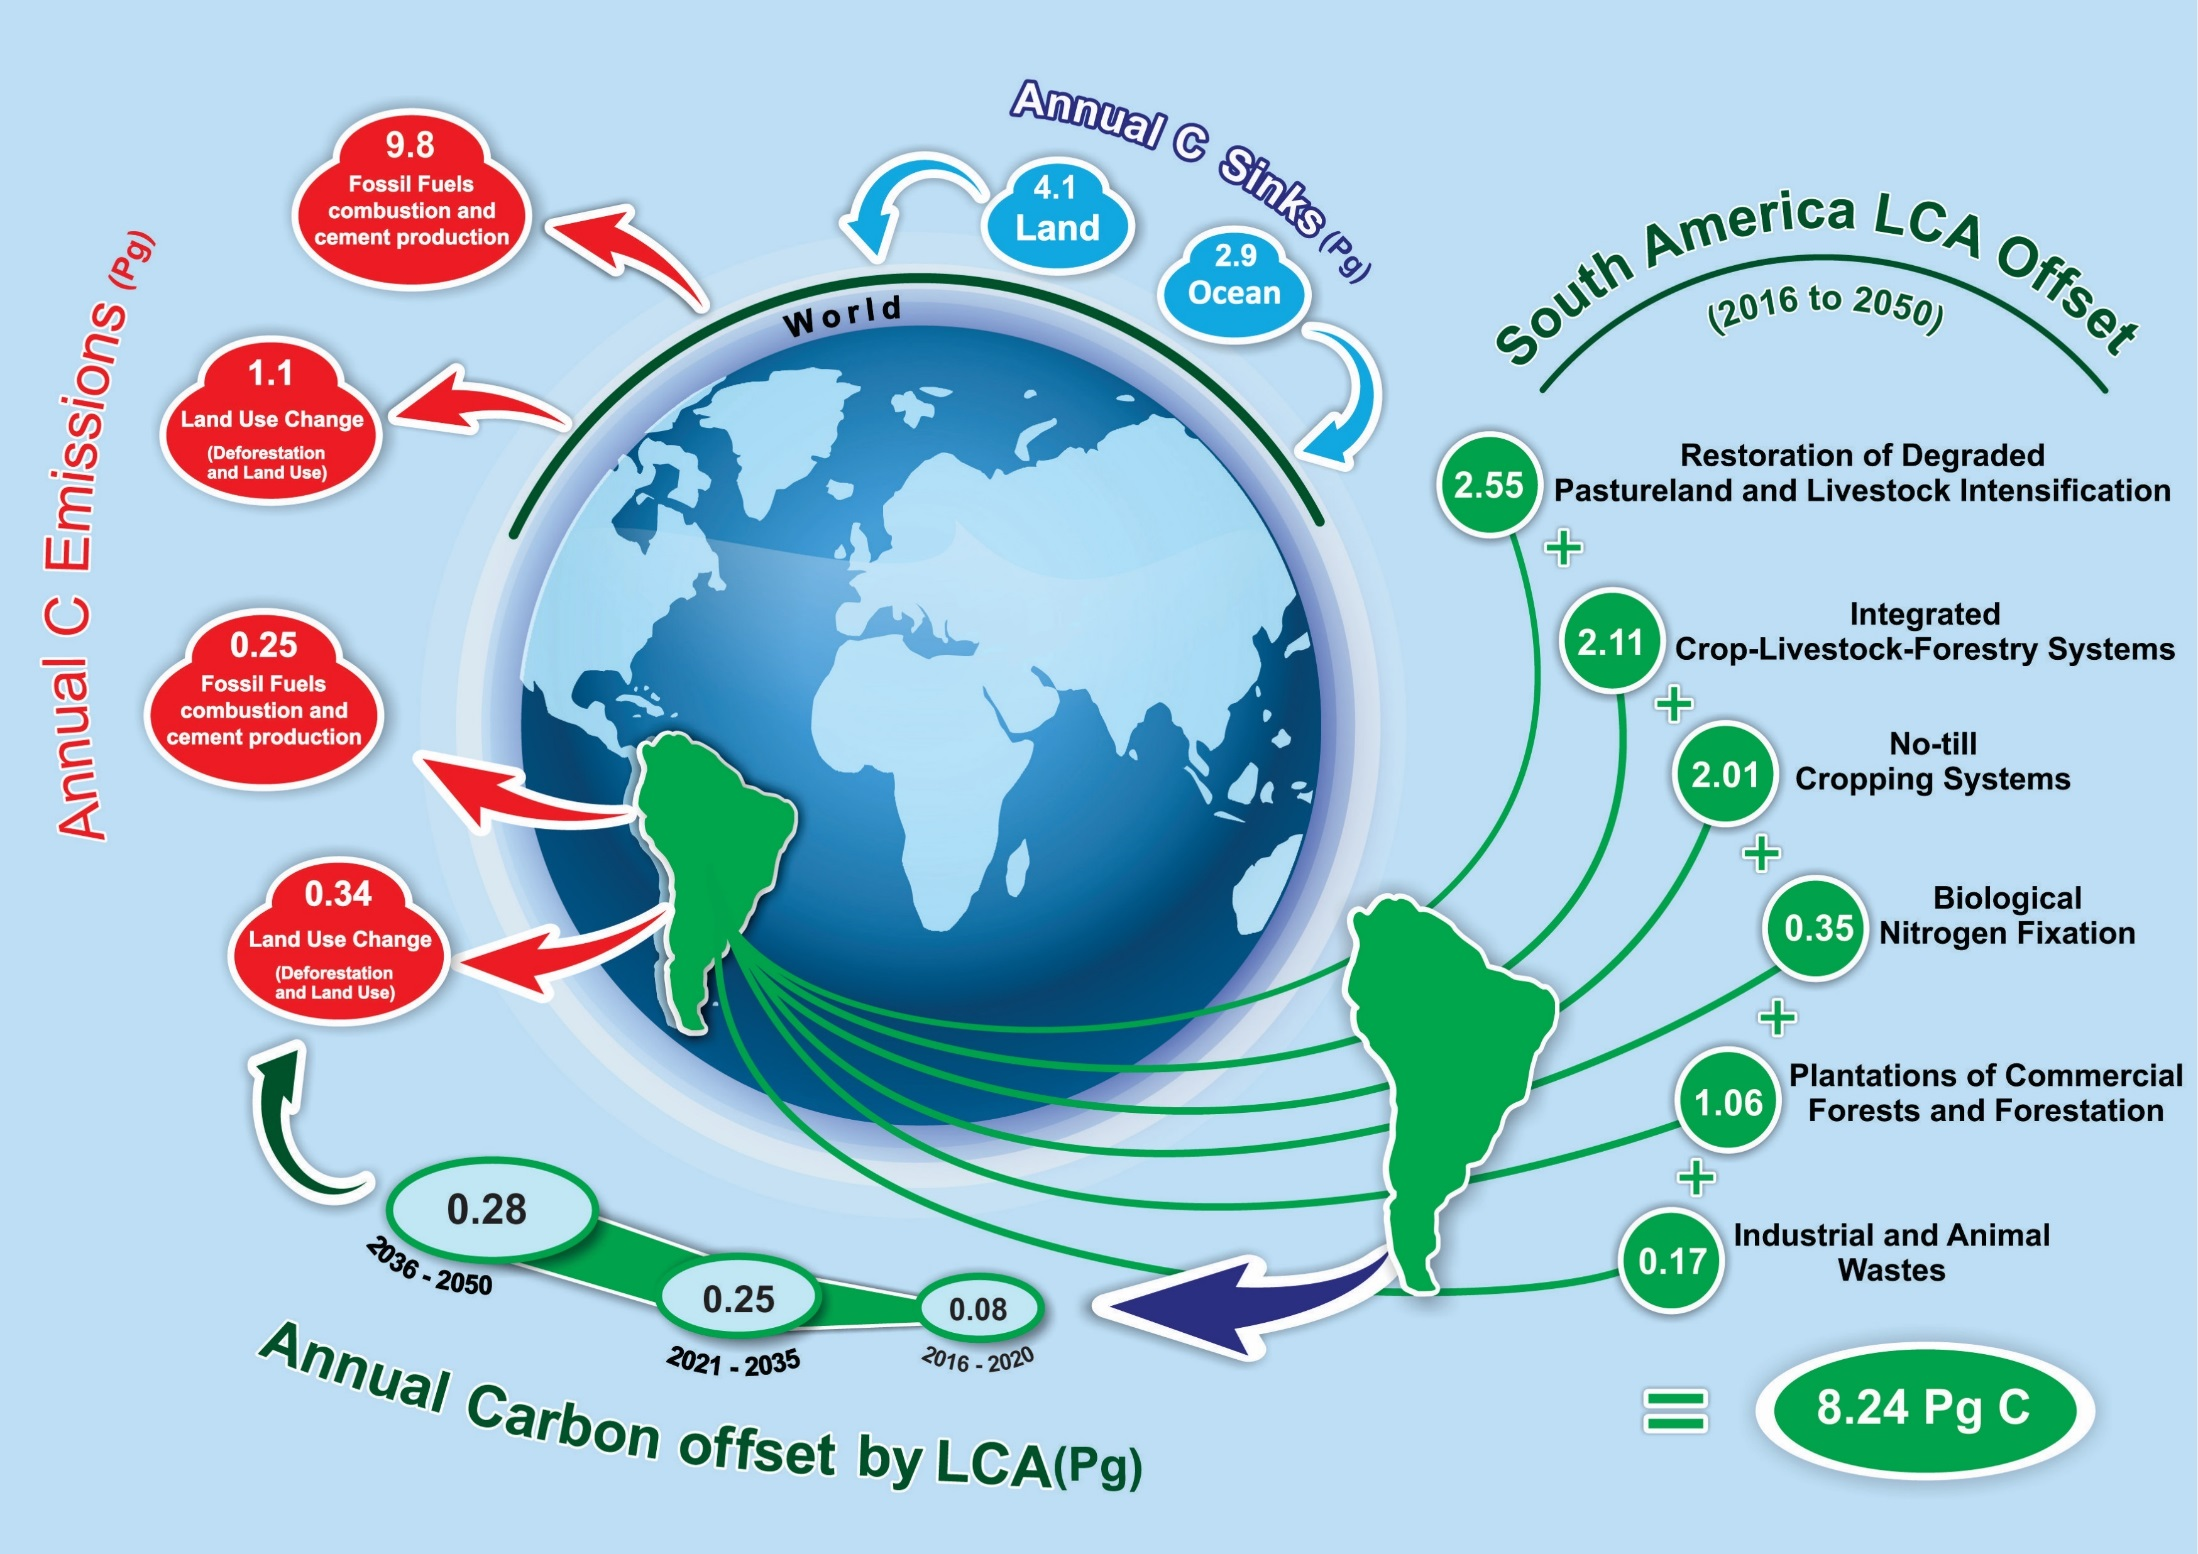 Annual C Emissions (Pg)
9.8
Fossil Fuels
combustion and
cement production
1.1
Land Use Change
(Deforestation
and Land Use)
0.25
Fossil Fuels
combustion and
cement production
0.34
Land Use Change
(Deforestation
and Land Use)
Annual C Sinks (Pg)
4.1
Land
2.9
Ocean
World
South America LCA Offset
(2016 to 2050)
2.55
Restoration of Degraded
Pastureland and Livestock Intensification
+
2.11
Integrated
Crop-Livestock-Forestry Systems
+
2.01
No-till
Cropping Systems
+
0.35
Biological
Nitrogen Fixation
+
1.06
Plantations of Commercial
Forests and Forestation
+
0.17
Industrial and Animal
Wastes
= 8.24 Pg C
0.28
2036 - 2050
0.25
2021 - 2035
0.08
2016 - 2020
Annual Carbon offset by LCA(Pg)